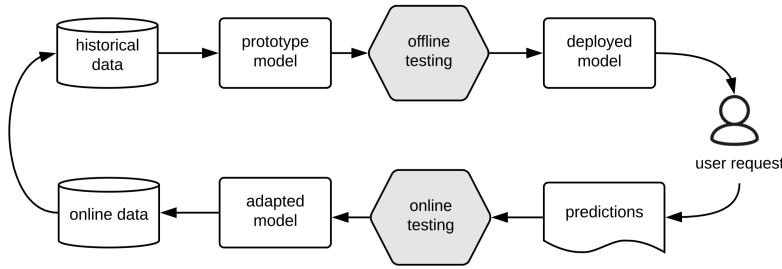 historical
data
prototype
model
offline
testing
deployed
model
user request
online data
adapted
model
online
testing
predictions